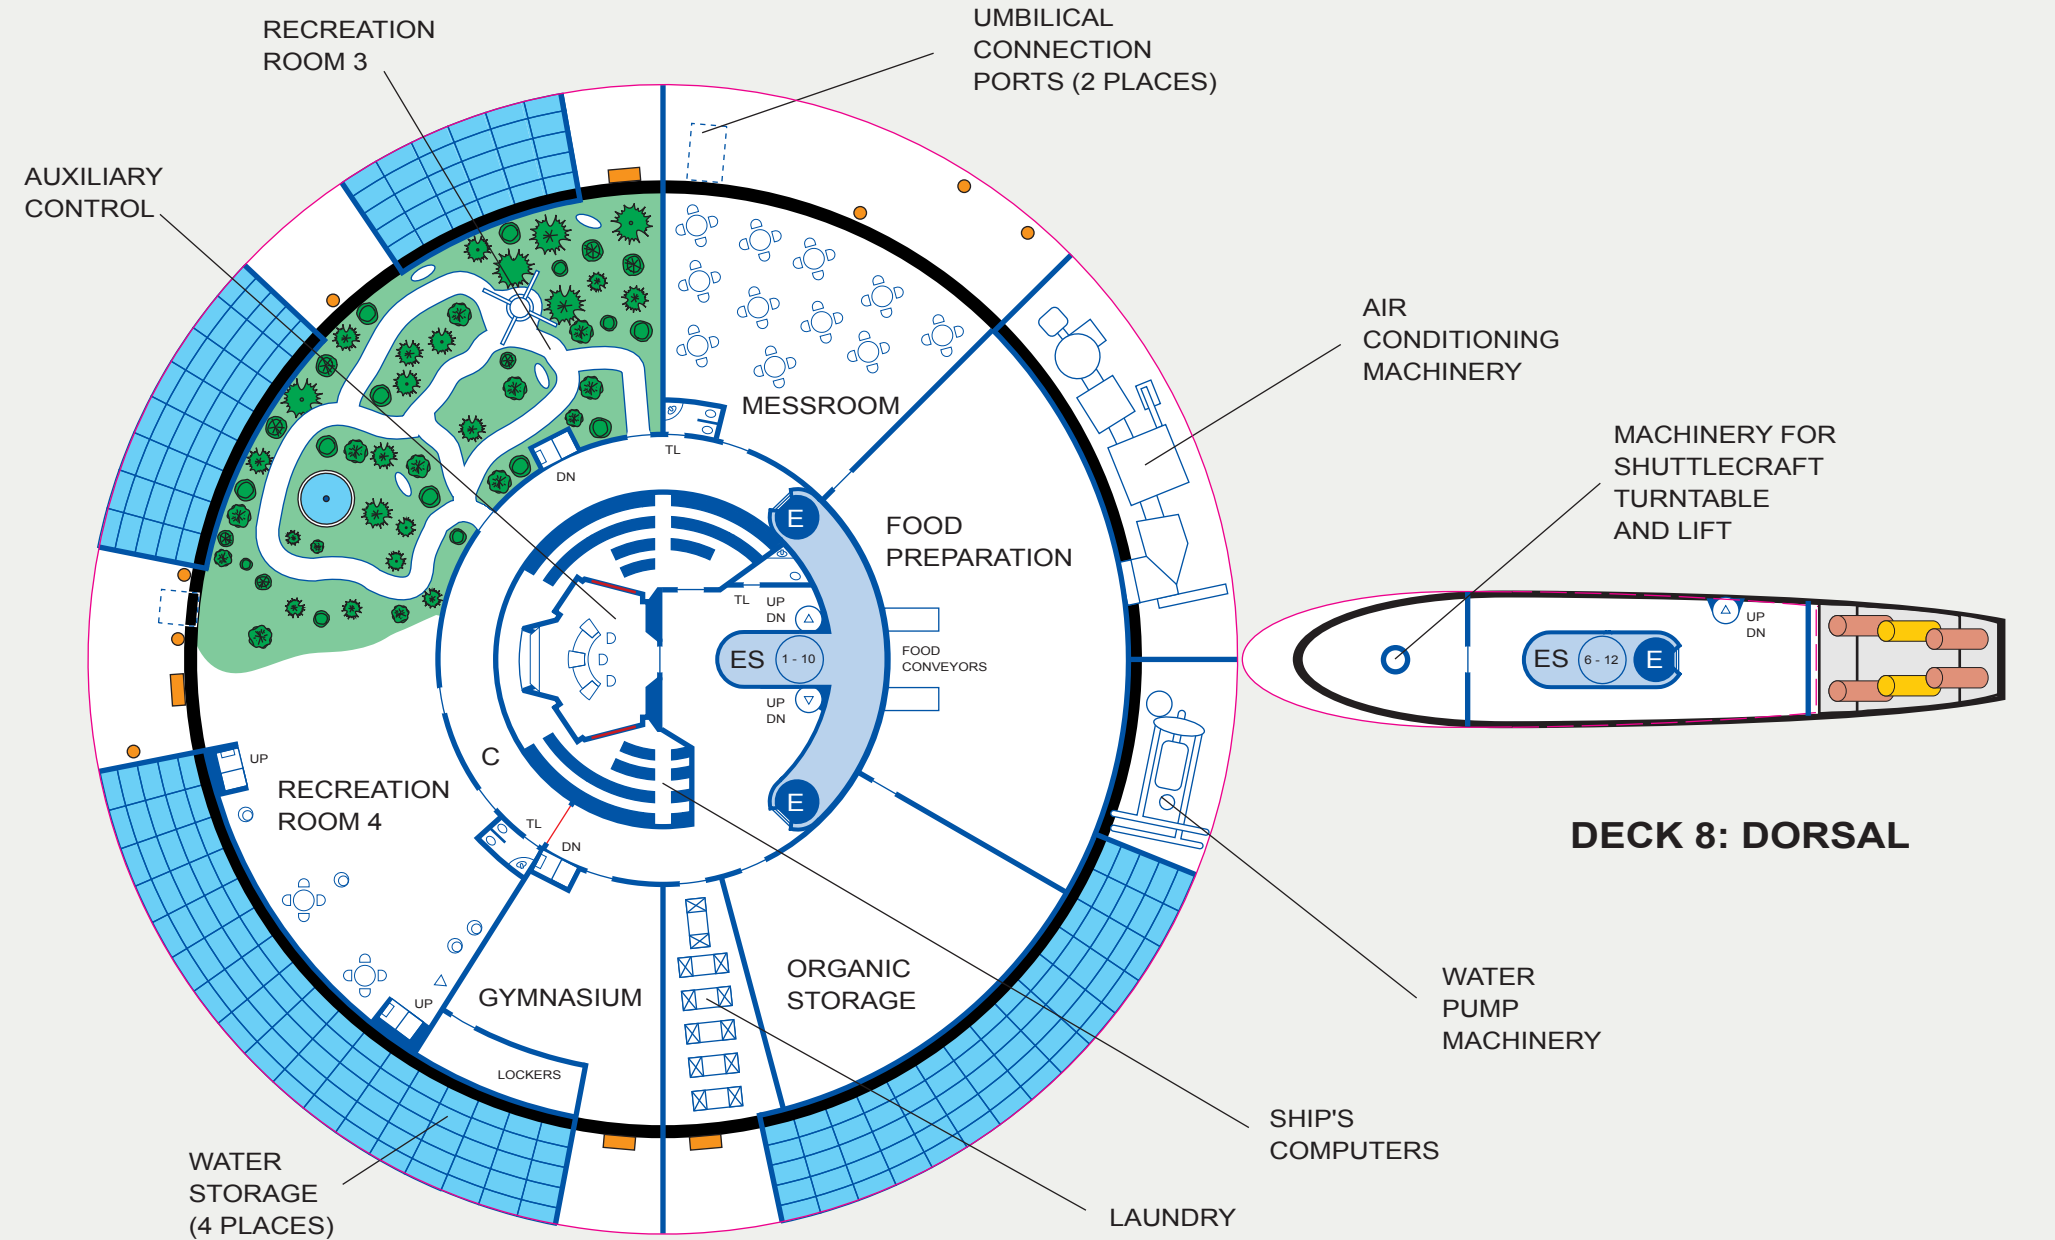 RECREATION
ROOM 3
UMBILICAL
CONNECTION
PORTS (2 PLACES)
AUXILIARY
CONTROL
AIR
CONDITIONING
MACHINERY
MESSROOM
TL
DN
MACHINERY FOR
SHUTTLECRAFT
TURNTABLE
AND LIFT
E
FOOD
PREPARATION
TL
UP
DN
ES
1 - 10
FOOD
CONVEYORS
UP
DN
UP
DN
ES
6 - 12
E
C
UP
RECREATION
ROOM 4
E
TL
DN
DECK 8: DORSAL
UP
GYMNASIUM
ORGANIC
STORAGE
LOCKERS
WATER
PUMP
MACHINERY
SHIP'S
COMPUTERS
WATER
STORAGE
(4 PLACES)
LAUNDRY